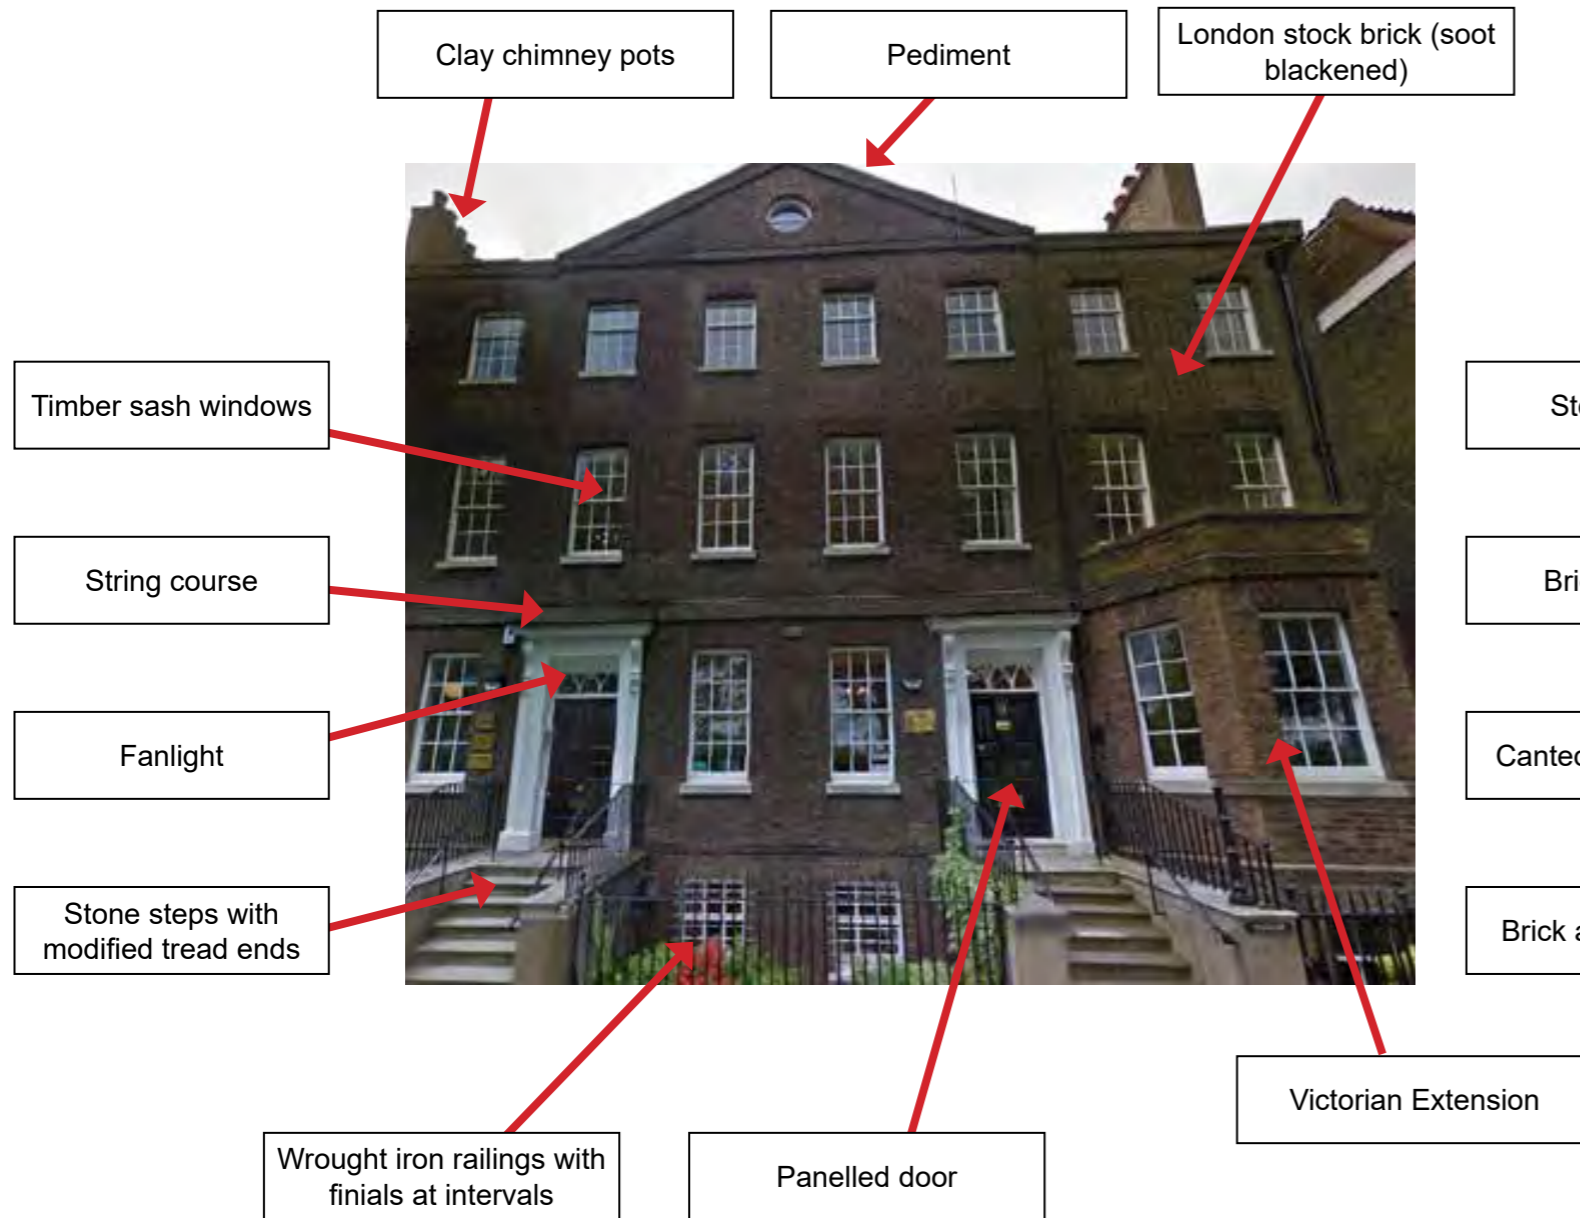 Clay chimney pots
Pediment
London stock brick (soot
blackened)
Timber sash windows
String course
Fanlight
Stone steps with
modified tread ends
Wrought iron railings with
finials at intervals
Panelled door
Victorian Extension
Brick